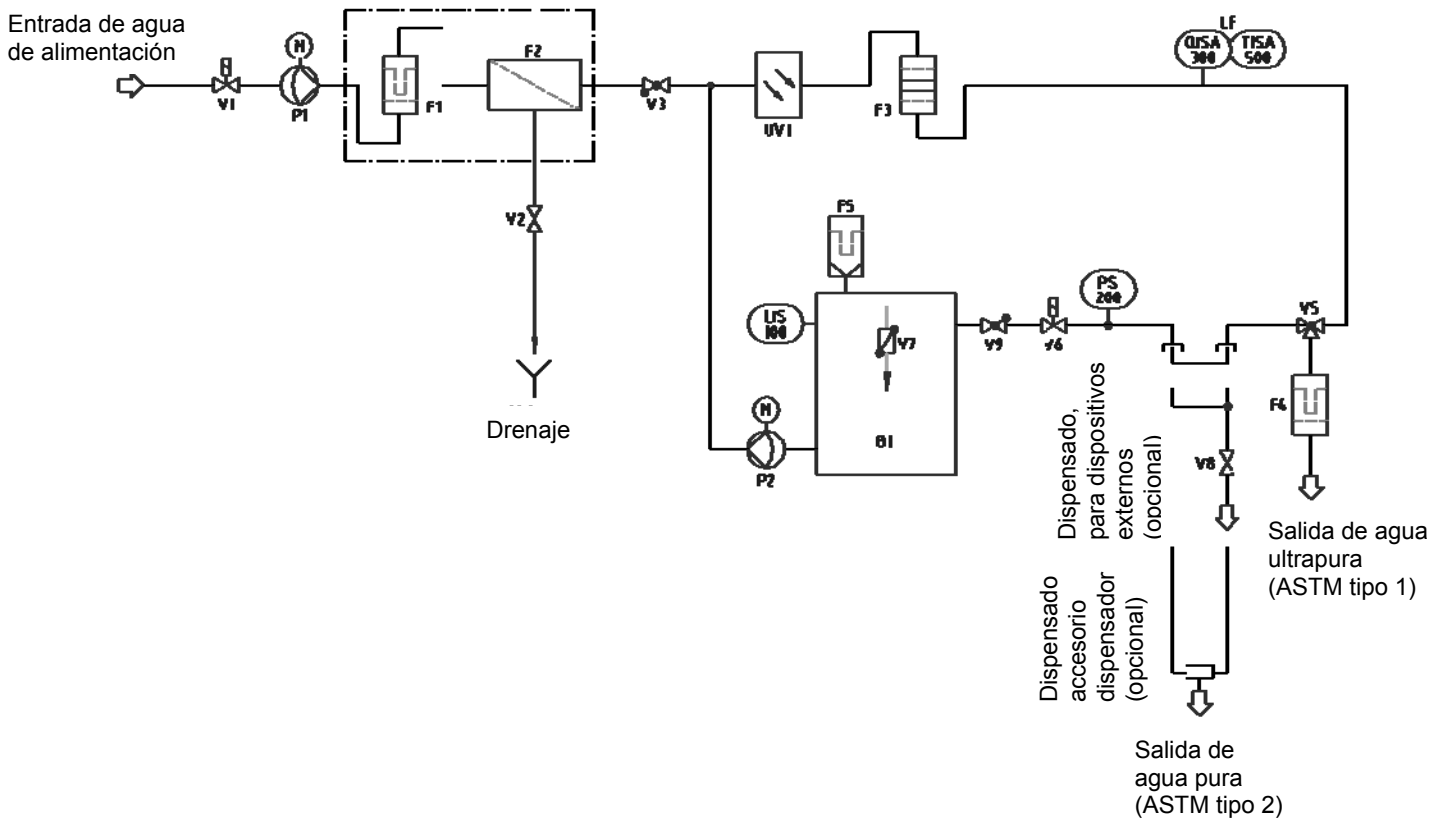 Entrada de agua
de alimentación
V1
M
P1
F1
F2
V2
Drenaje
V3
UV1
F3
LF
QISA
300
TISA
500
F5
LIS
100
V7
B1
M
P2
V9
V6
PS
200
V5
F4
V8
Dispensado,
para dispositivos
externos
(opcional)
Salida de agua
ultrapura
(ASTM tipo 1)
Dispensado
accesorio
dispensador
(opcional)
Salida de
agua pura
(ASTM tipo 2)